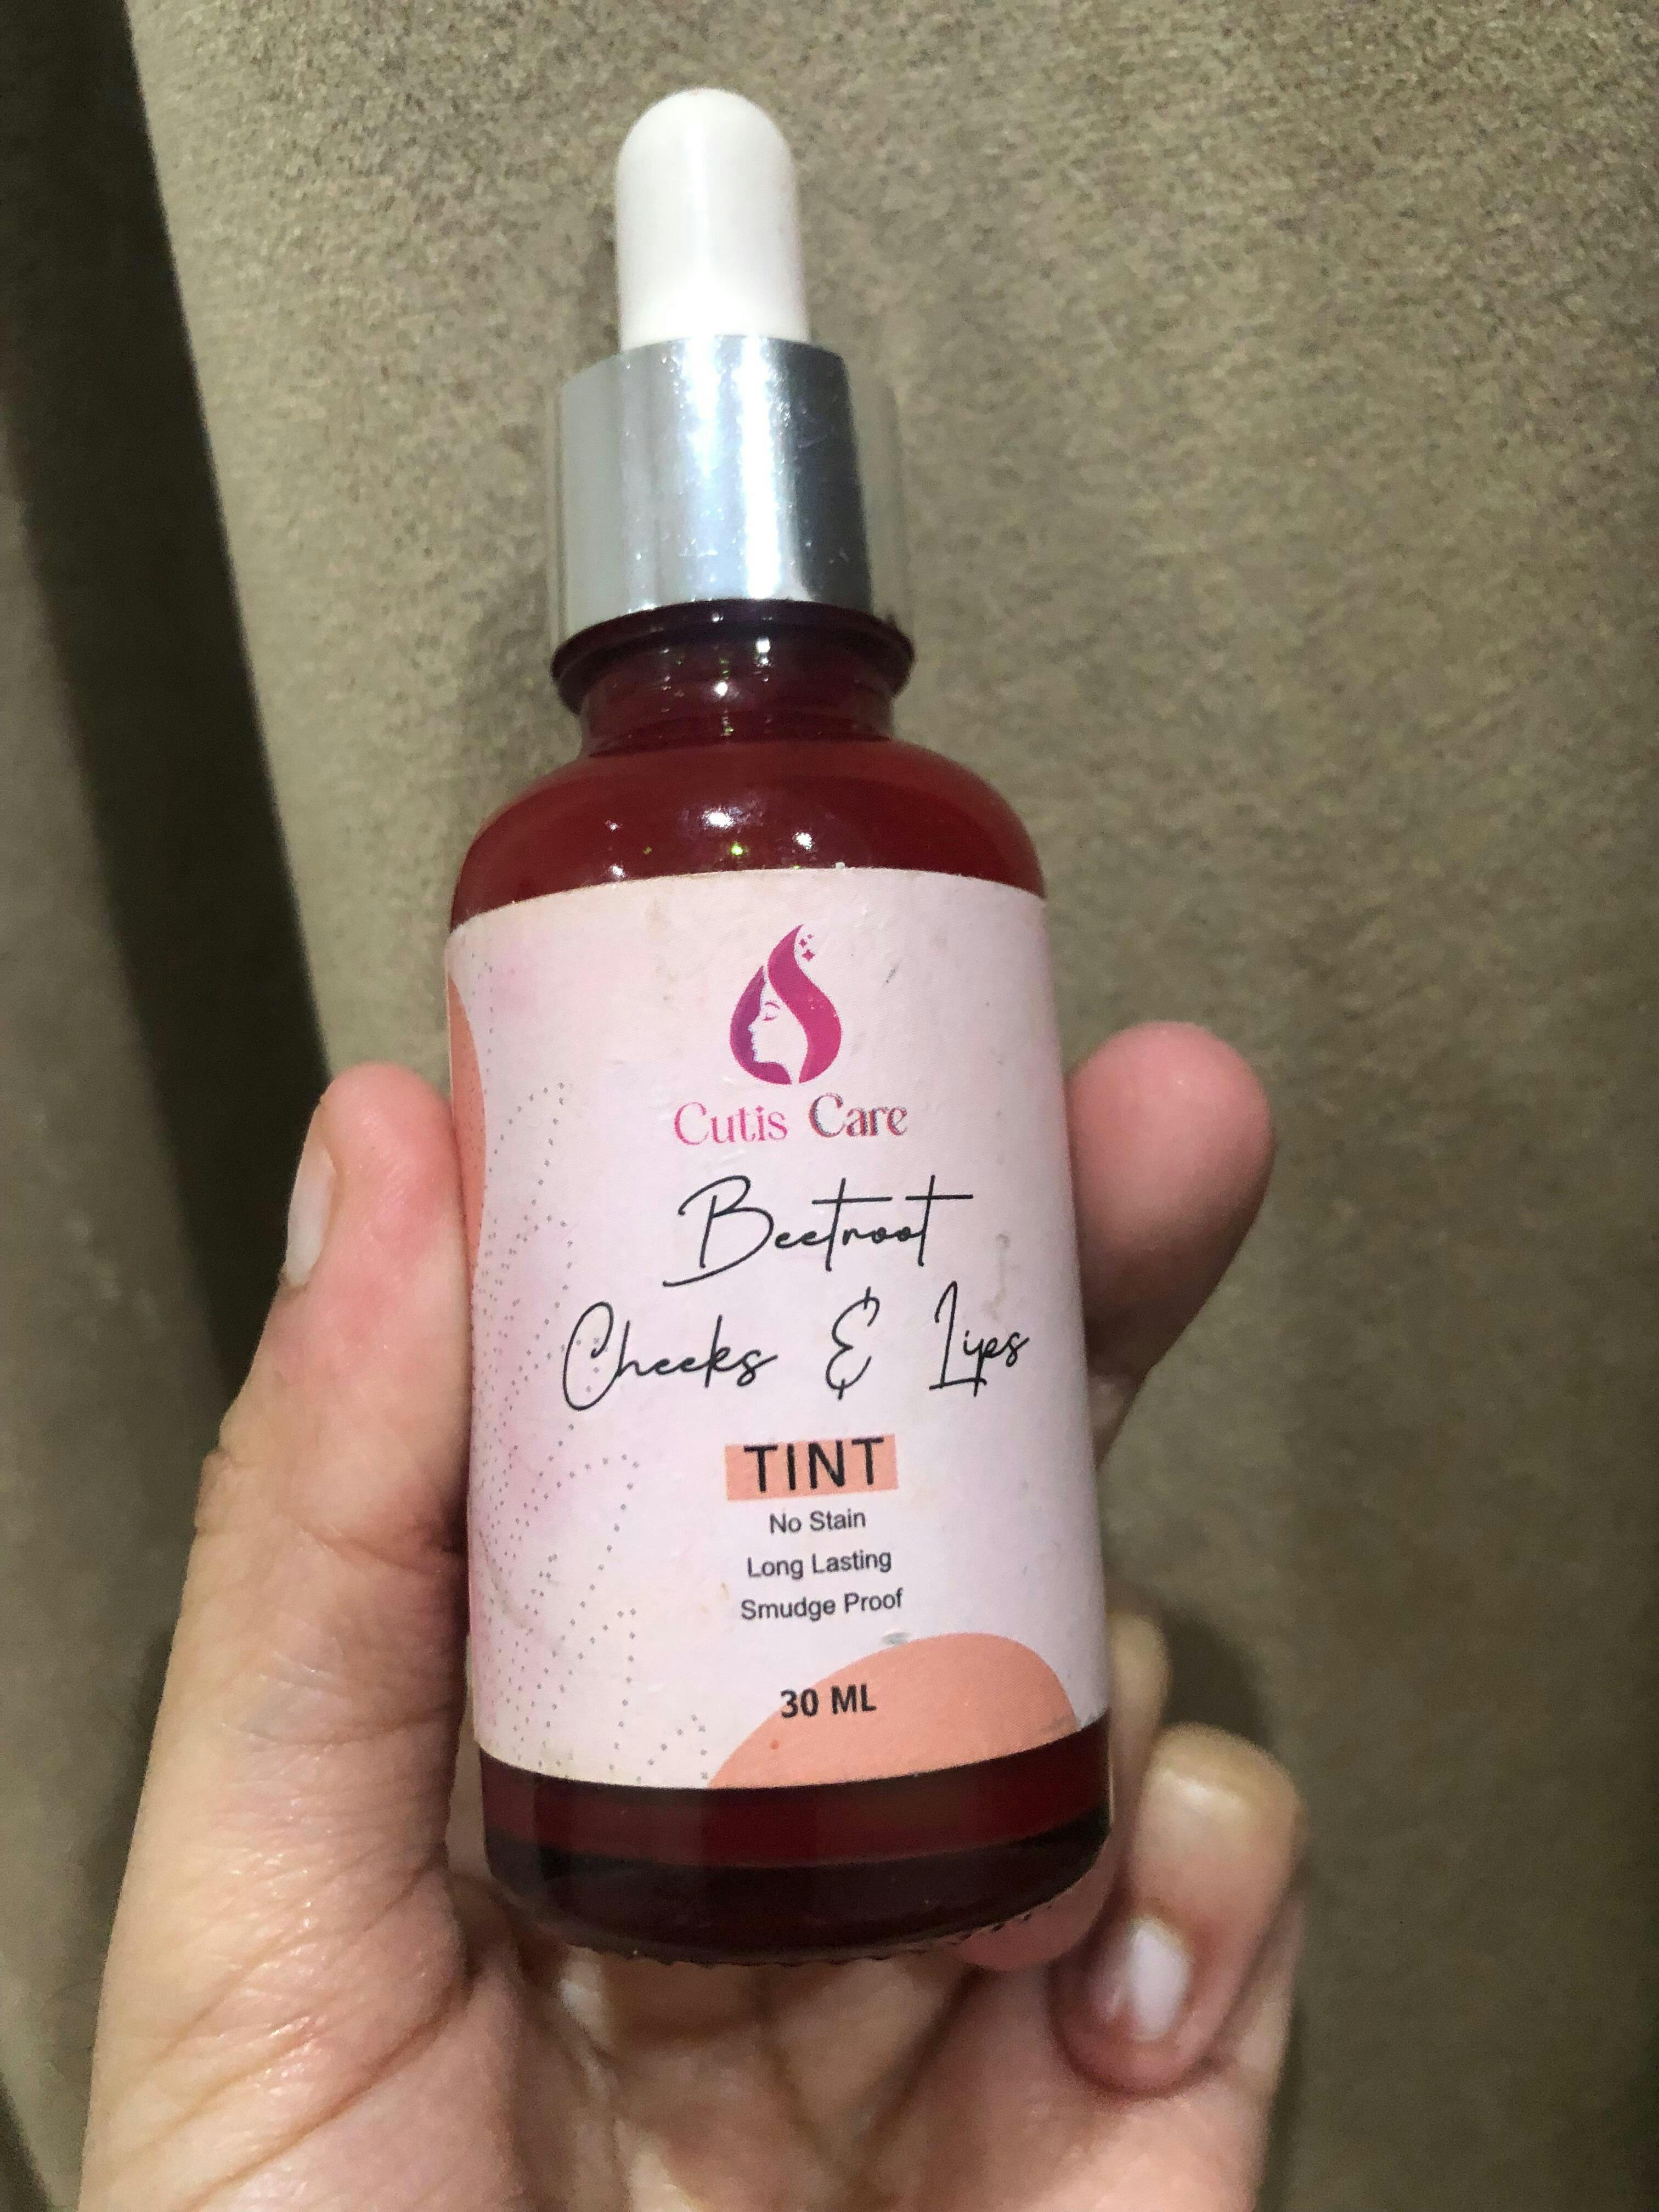 Cutis Care
Beetroot
Cheeks & Lips
TINT
No Stain
Long Lasting
Smudge Proof
30 ML